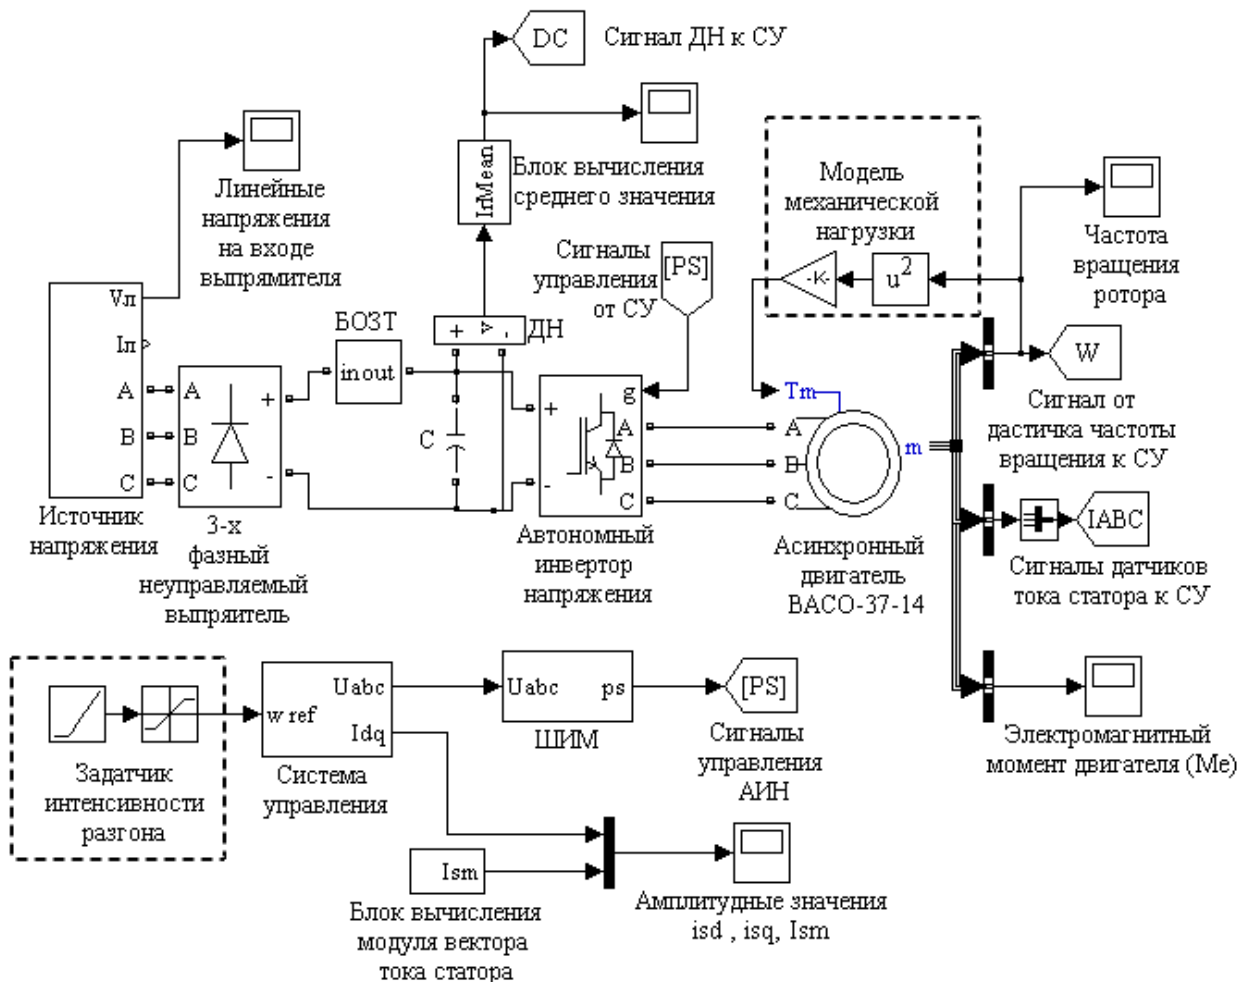 DC
Сигнал ДН к СУ
Линейные
напряжения
на входе
выпрямителя
InMean
Блок вычисления
среднего значения
Сигналы
управления
от СУ
[PS]
Модель
механической
нагрузки
-K-
u²
Частота
вращения
ротора
Vл
Iл
A
B
C
Источник
напряжения
A
B
C
+
-
3-х
фазный
неуправляемый
выпряитель
БОЗТ
in out
+ v -
ДН
C
+
-
g
A
B
C
Автономный
инвертор
напряжения
Tm
A
B
C
m
Асинхронный
двигатель
ВАСО-37-14
W
Сигнал от
дастичка частоты
вращения к СУ
IABC
Сигналы датчиков
тока статора к СУ
Электромагнитный
момент двигателя (Ме)
Задатчик
интенсивности
разгона
w ref
Uabc
Idq
Система
управления
Uabc
ps
ШИМ
[PS]
Сигналы
управления
АИН
Ism
Блок вычисления
модуля вектора
тока статора
Амплитудные значения
isd , isq, Ism